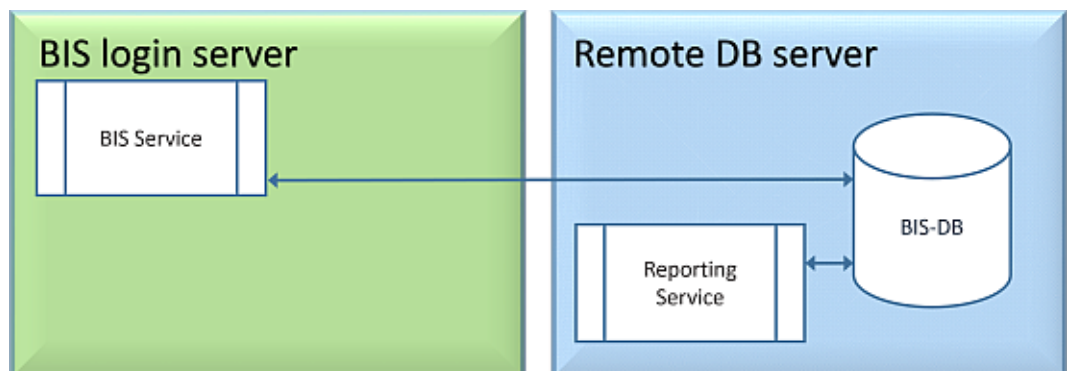 BIS login server
Remote DB server
BIS Service
BIS-DB
Reporting
Service